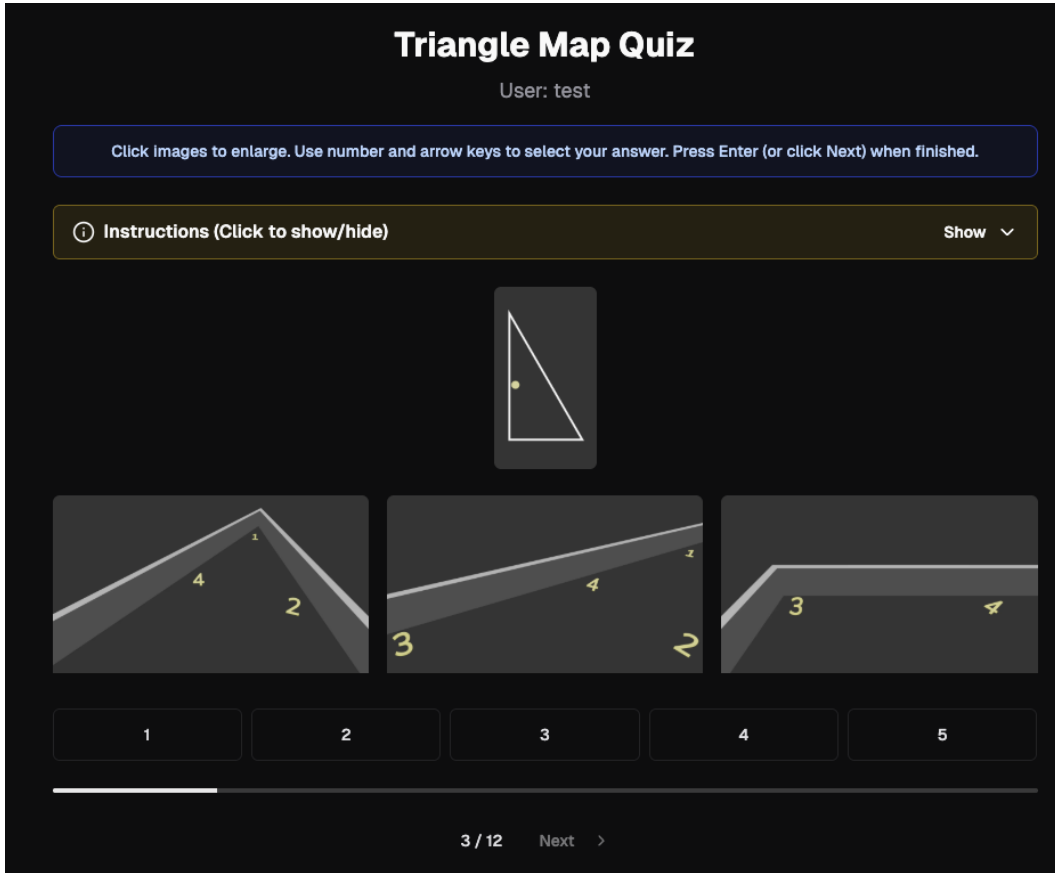 Triangle Map Quiz
User: test
Click images to enlarge. Use number and arrow keys to select your answer. Press Enter (or click Next) when finished.
Instructions (Click to show/hide)
Show
1
4
2
1
4
3
2
3
4
1
2
3
4
5
3 / 12
Next